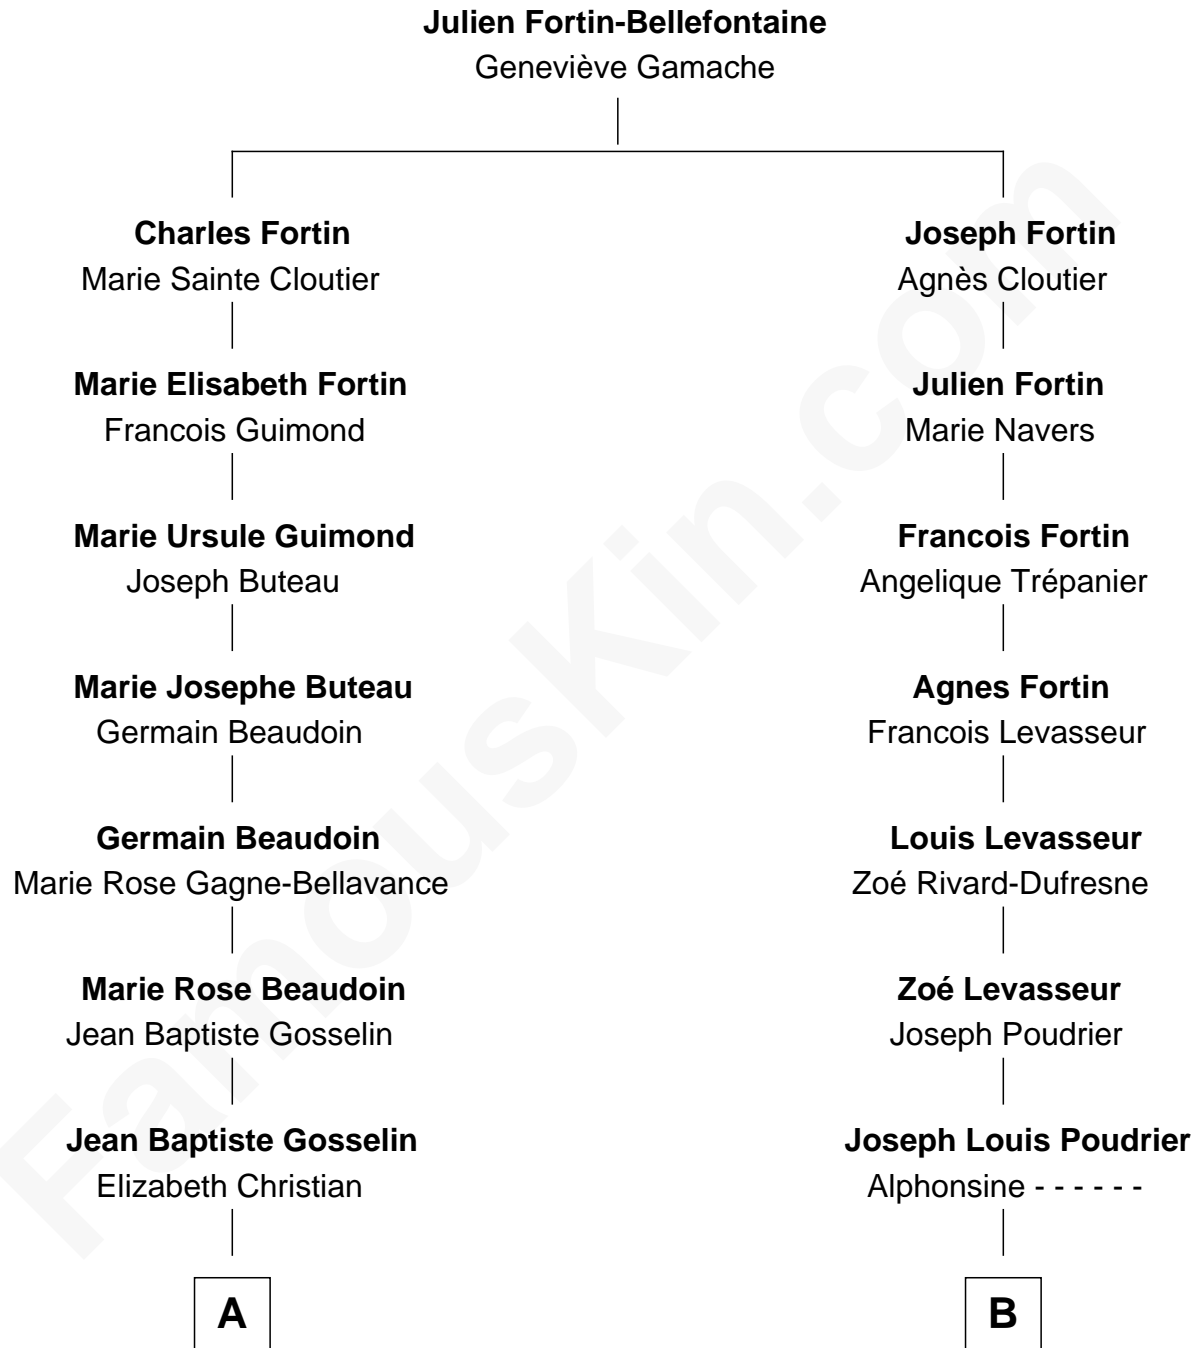 Julien Fortin-Bellefontaine
Geneviève Gamache
Charles Fortin
Marie Sainte Cloutier
Marie Elisabeth Fortin
Francois Guimond
Marie Ursule Guimond
Joseph Buteau
Marie Josephe Buteau
Germain Beaudoin
Germain Beaudoin
Marie Rose Gagne-Bellavance
Marie Rose Beaudoin
Jean Baptiste Gosselin
Jean Baptiste Gosselin
Elizabeth Christian
A
Joseph Fortin
Agnès Cloutier
Julien Fortin
Marie Navers
Francois Fortin
Angelique Trépanier
Agnes Fortin
Francois Levasseur
Louis Levasseur
Zoé Rivard-Dufresne
Zoé Levasseur
Joseph Poudrier
Joseph Louis Poudrier
Alphonsine - - - - - -
B
FamousKin.com